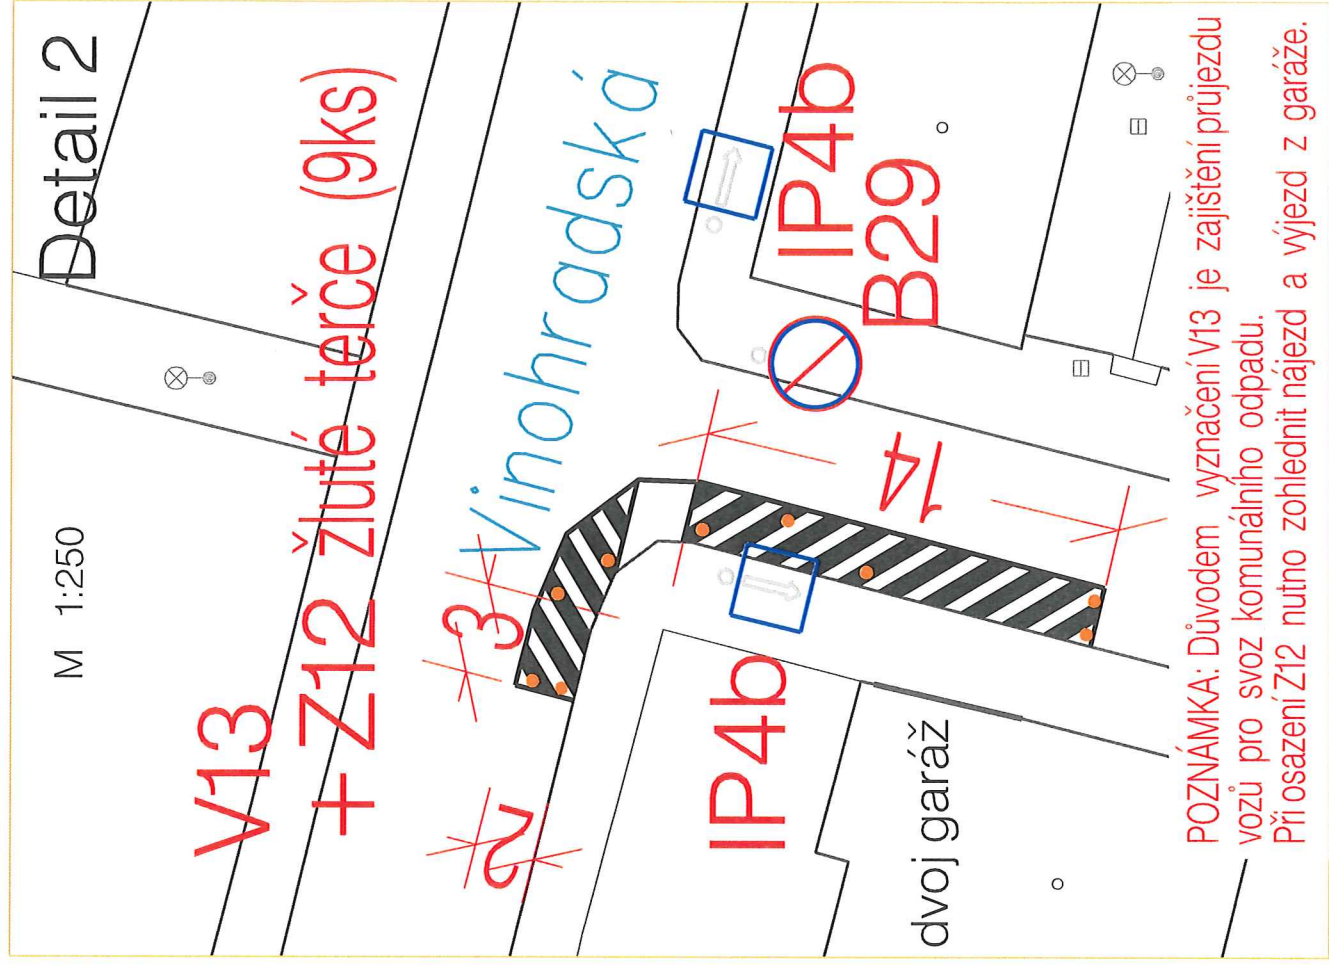 Detail 2
M 1:250
V13
+ Z12 žluté terče (9ks)
Vinohradská
2
3
14
IP4b
B29
IP4b
dvoj garáž
POZNÁMKA: Důvodem vyznačení V13 je zajištění průjezdu
vozů pro svoz komunálního odpadu.
Při osazení Z12 nutno zohlednit nájezd a výjezd z garáže.